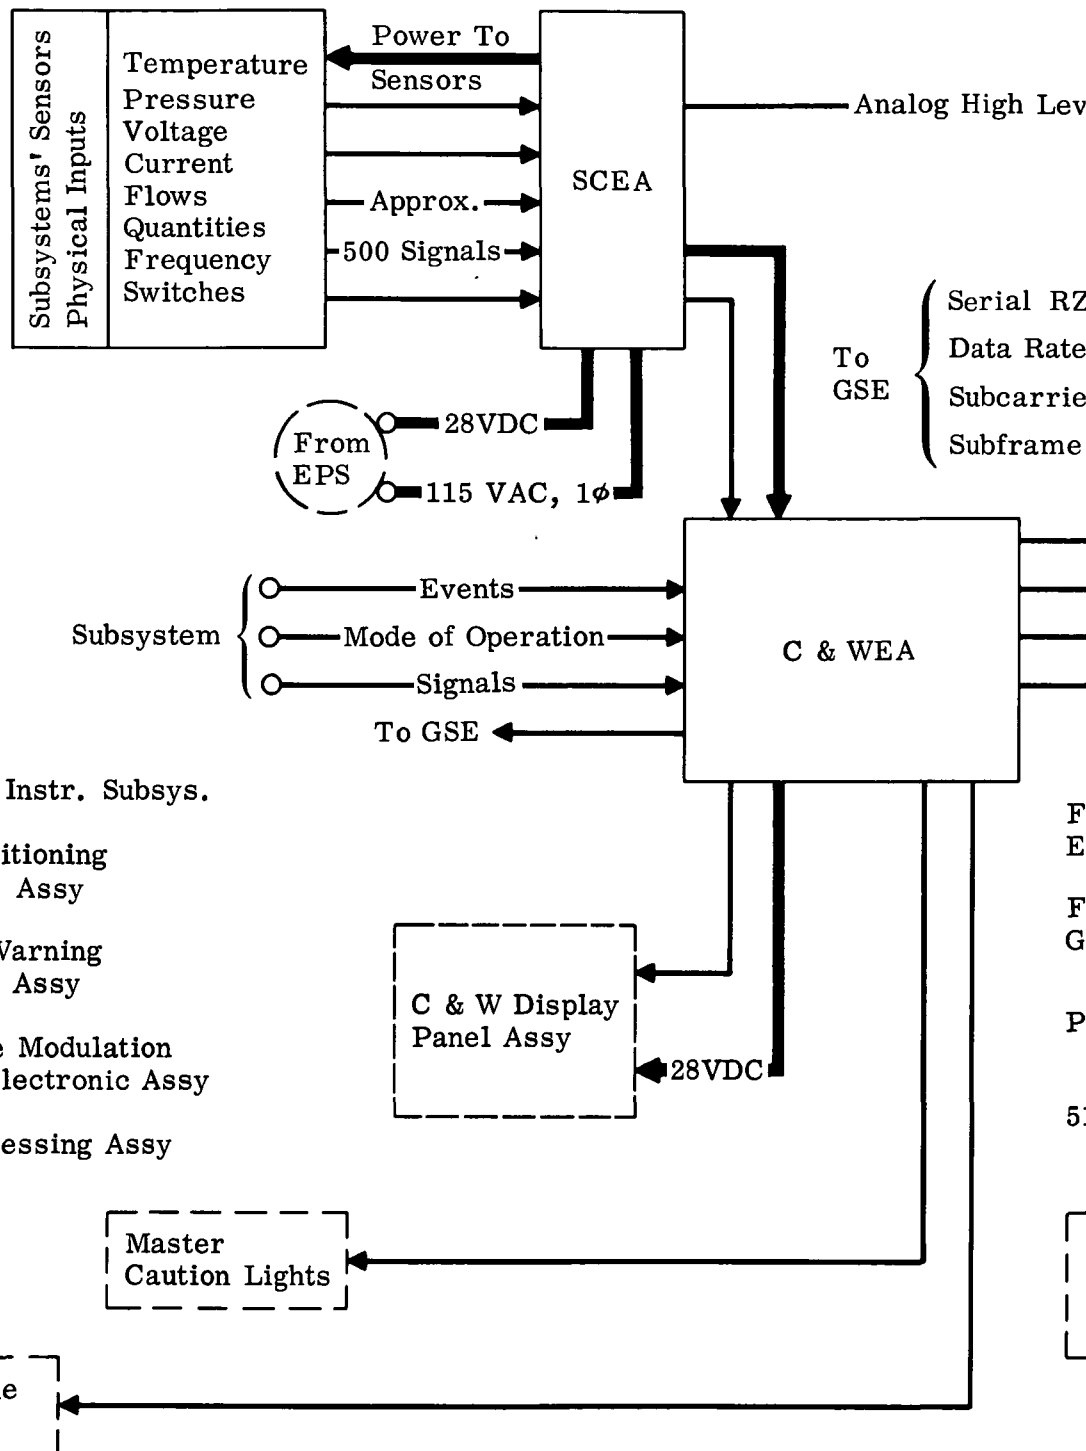 Subsystems' Sensors
Physical Inputs
Temperature
Pressure
Voltage
Current
Flows
Quantities
Frequency
Switches
Power To
Sensors
Approx.
500 Signals
SCEA
Analog High Lev
To
GSE
Serial RZ
Data Rate
Subcarrie
Subframe
From
EPS
28VDC
115 VAC, 1ø
Subsystem
Events
Mode of Operation
Signals
To GSE
C & WEA
Instr. Subsys.
itioning
Assy
Warning
Assy
e Modulation
lectronic Assy
essing Assy
F
E
F
G
P
51
C & W Display
Panel Assy
28VDC
Master
Caution Lights
e